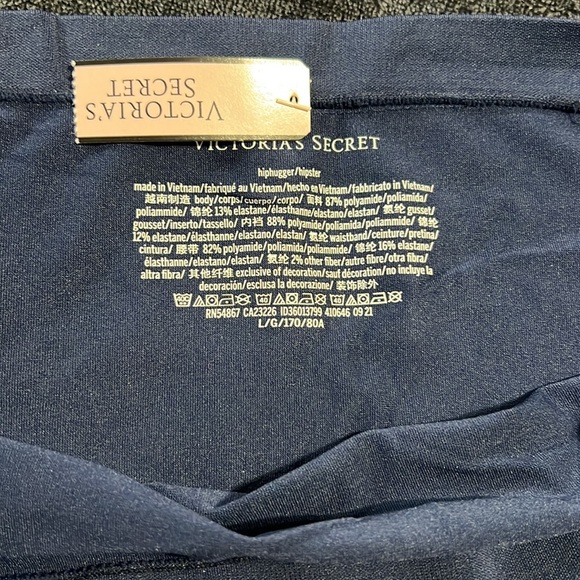 VICTORIA'S
SECRET
VICTORIA'S SECRET
hiphugger/hipster
made in Vietnam/fabriqué au Vietnam/hecho en Vietnam/fabbricato in Vietnam/
越南制造 body/corps/cuerpo/corpo/ 面料 87% polyamide/poliamida/
poliammide/ 锦纶 13% elastane/élasthanne/elastano/elastan/ 氨纶 gusset/
gousset/inserto/tassello/ 内裆 88% polyamide/poliamida/poliammide/ 锦纶
12% elastane/élasthanne/elastano/elastan/ 氨纶 waistband/ceinture/pretina/
cintura/ 腰带 82% polyamide/poliamida/poliammide/ 锦纶 16% elastane/
élasthanne/elastano/elastan/ 氨纶 2% other fiber/autre fibre/otra fibra/
altra fibra/ 其他纤维 exclusive of decoration/sauf décoration/no incluye la
decoración/esclusa la decorazione/ 装饰除外
40 40 40
RN54867 CA23226 ID36013799 410646 09 21
L/G/170/80A